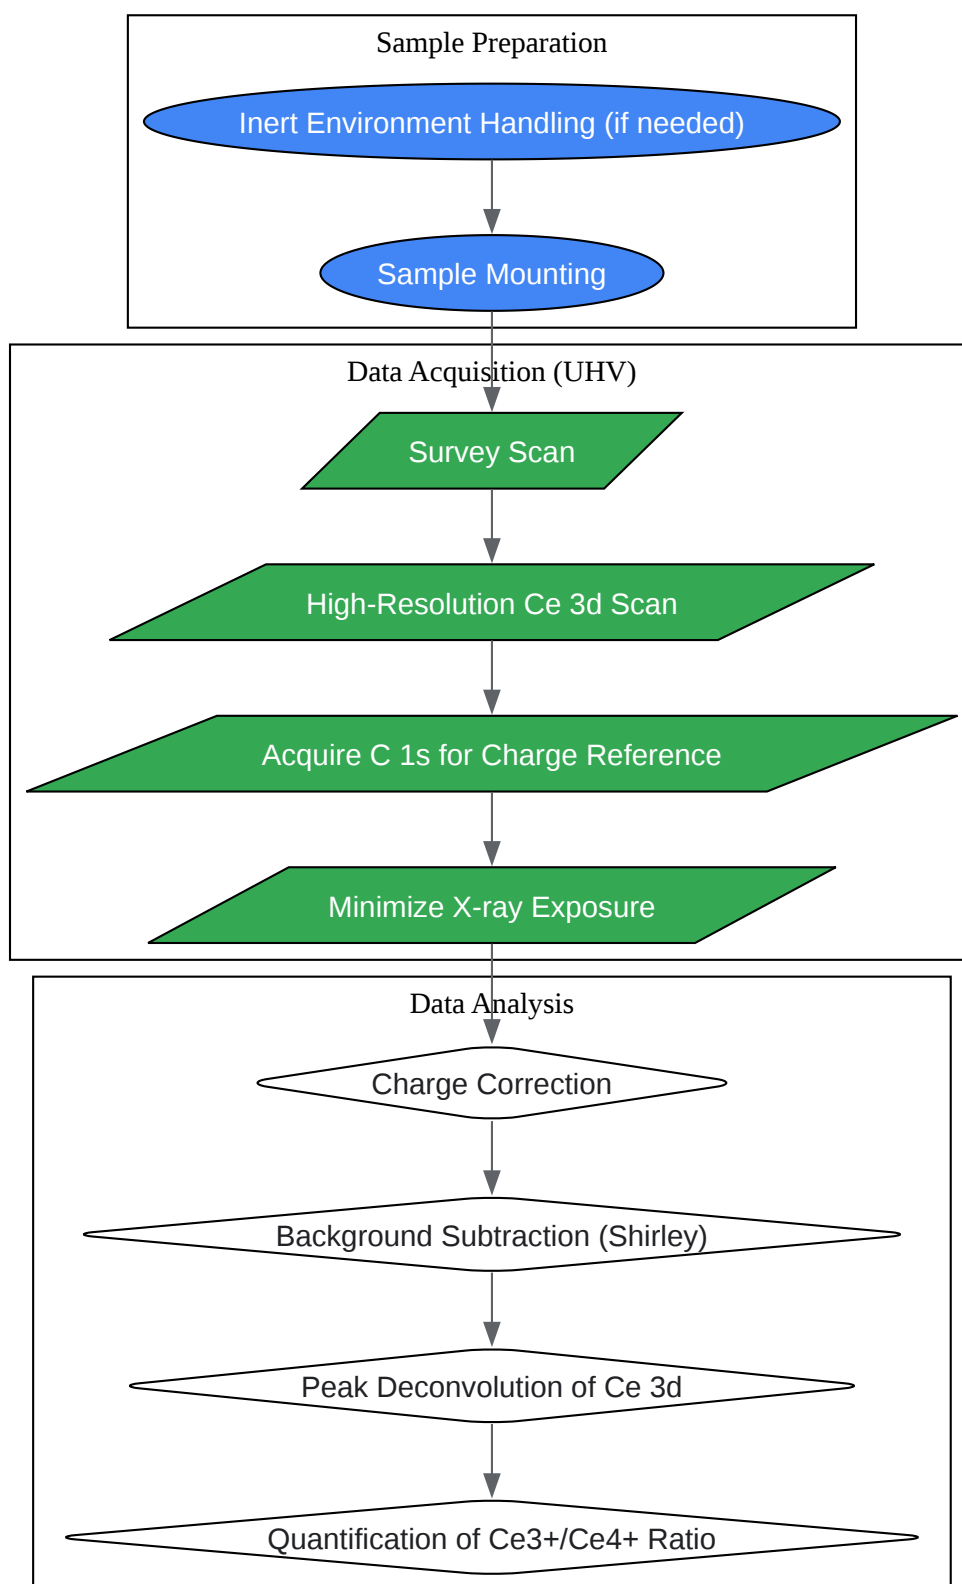 Sample Preparation
Inert Environment Handling (if needed)
Sample Mounting
Data Acquisition (UHV)
Survey Scan
High-Resolution Ce 3d Scan
Acquire C 1s for Charge Reference
Minimize X-ray Exposure
Data Analysis
Charge Correction
Background Subtraction (Shirley)
Peak Deconvolution of Ce 3d
Quantification of Ce3+/Ce4+ Ratio